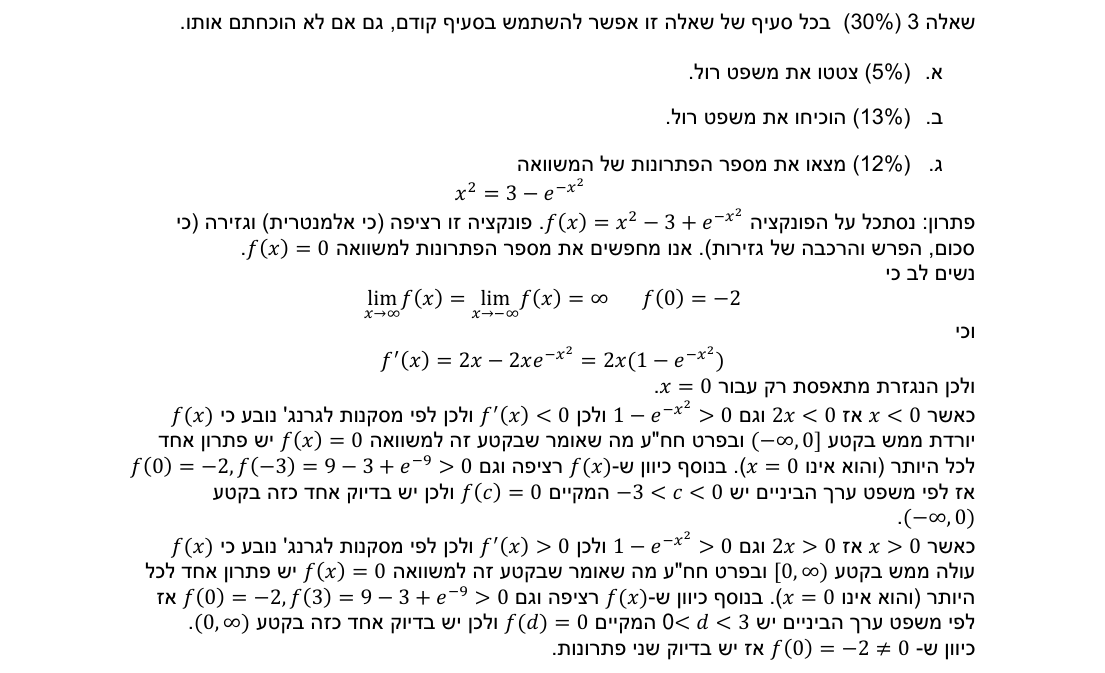 שאלה 3 (30%) בכל סעיף של שאלה זו אפשר להשתמש בסעיף קודם, גם אם לא הוכחתם אותו.
א. (5%) צטטו את משפט רול.
ב. (13%) הוכיחו את משפט רול.
ג. (12%) מצאו את מספר הפתרונות של המשוואה
x² = 3 − e^{−x²}
פתרון: נסתכל על הפונקציה f(x) = x² − 3 + e^{−x²}. פונקציה זו רציפה (כי אלמנטרית) וגזירה (כי
סכום, הפרש והרכבה של גזירות). אנו מחפשים את מספר הפתרונות למשוואה f(x) = 0.
נשים לב כי
lim_{x→∞} f(x) = lim_{x→−∞} f(x) = ∞ f(0) = −2
וכי
f'(x) = 2x − 2xe^{−x²} = 2x(1 − e^{−x²})
ולכן הנגזרת מתאפסת רק עבור x = 0.
כאשר x < 0 אז 2x < 0 וגם 1 − e^{−x²} > 0 ולכן f'(x) < 0 ולכן לפי מסקנות לגרנג' נובע כי f(x)
יורדת ממש בקטע (−∞, 0] ובפרט חח"ע מה שאומר שבקטע זה למשוואה f(x) = 0 יש פתרון אחד
לכל היותר (והוא אינו x = 0). בנוסף כיוון ש-f(x) רציפה וגם f(0) = −2, f(−3) = 9 − 3 + e^{−9} > 0
אז לפי משפט ערך הביניים יש −3 < c < 0 המקיים f(c) = 0 ולכן יש בדיוק אחד כזה בקטע
(−∞, 0).
כאשר x > 0 אז 2x > 0 וגם 1 − e^{−x²} > 0 ולכן f'(x) > 0 ולכן לפי מסקנות לגרנג' נובע כי f(x)
עולה ממש בקטע [0, ∞) ובפרט חח"ע מה שאומר שבקטע זה למשוואה f(x) = 0 יש פתרון אחד לכל
היותר (והוא אינו x = 0). בנוסף כיוון ש-f(x) רציפה וגם f(0) = −2, f(3) = 9 − 3 + e^{−9} > 0 אז
לפי משפט ערך הביניים יש 0< d < 3 המקיים f(d) = 0 ולכן יש בדיוק אחד כזה בקטע (0, ∞).
כיוון ש- f(0) = −2 ≠ 0 אז יש בדיוק שני פתרונות.